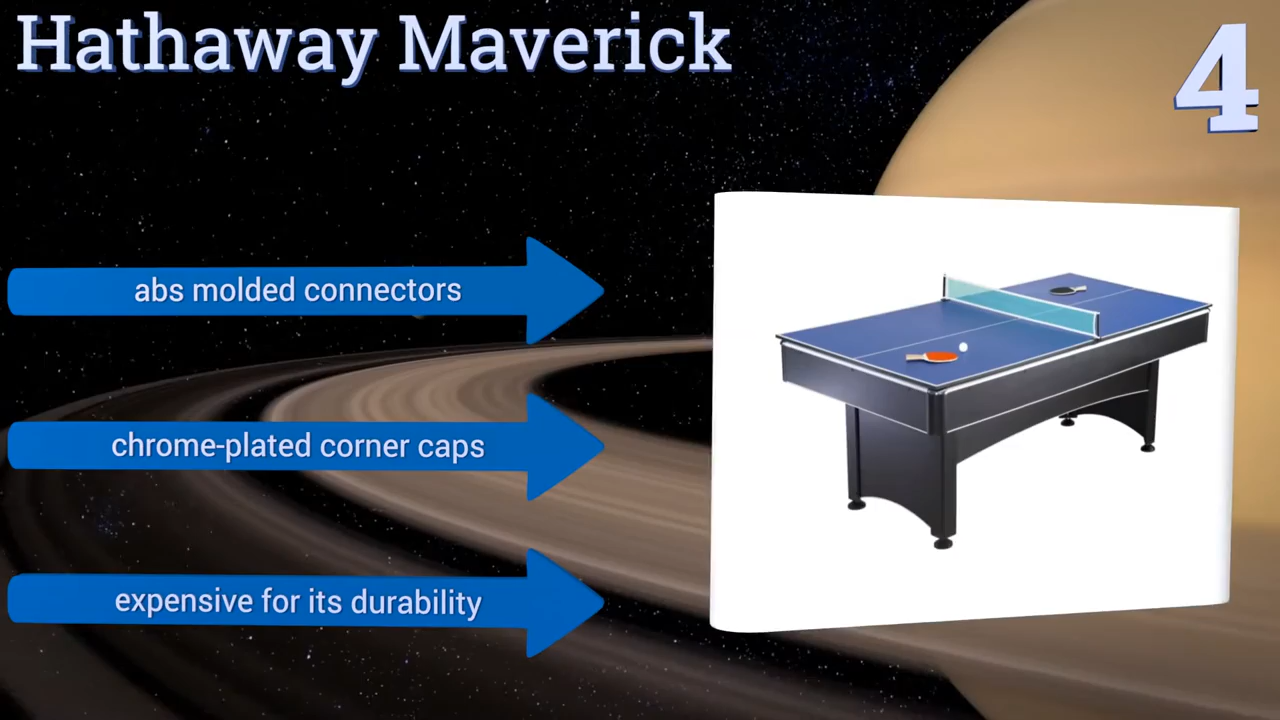 Hathaway Maverick
4
abs molded connectors
chrome-plated corner caps
expensive for its durability